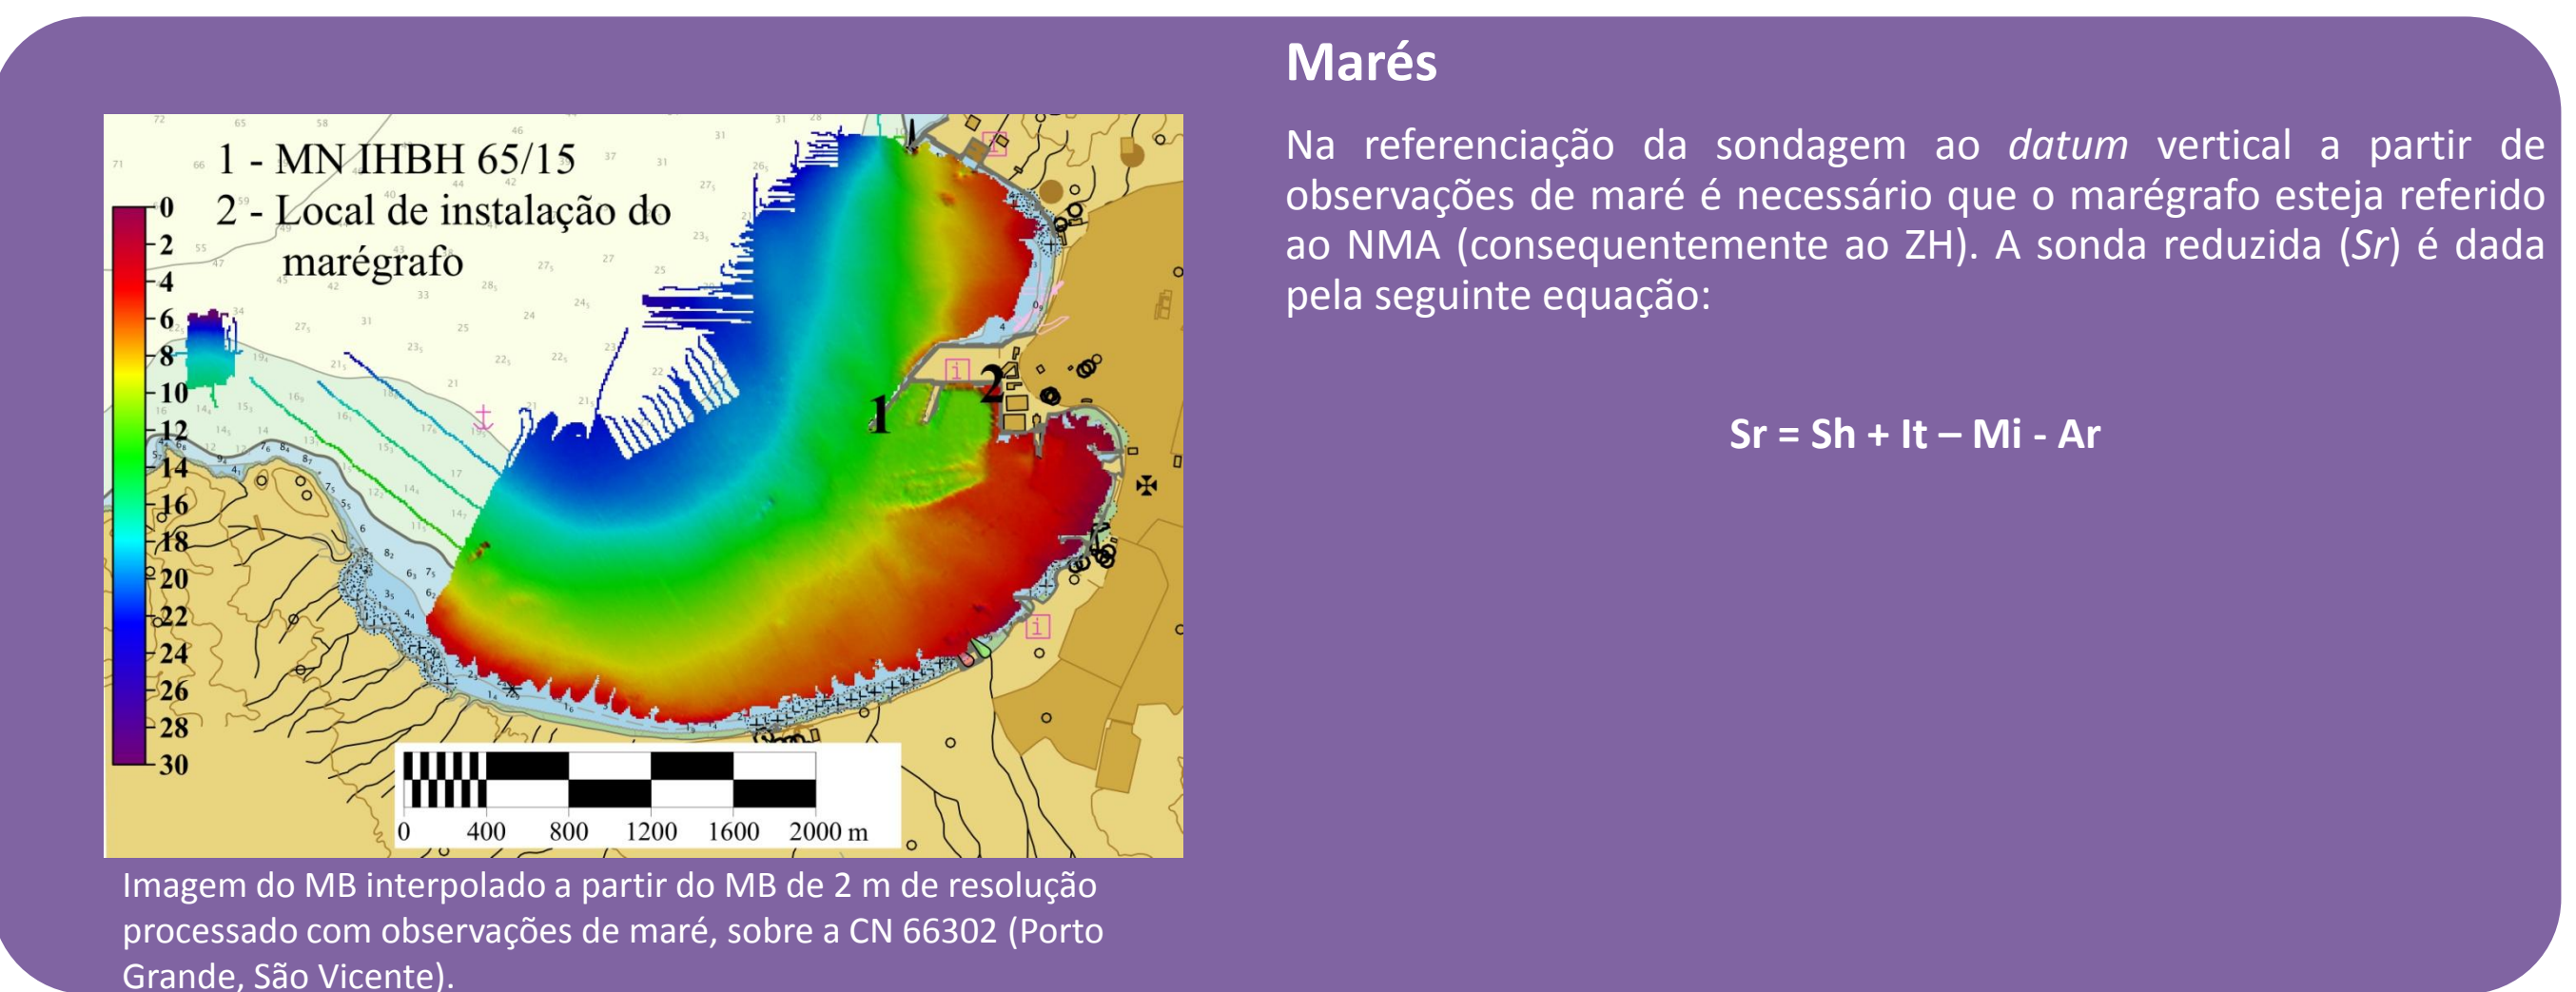 Marés
Na referenciação da sondagem ao datum vertical a partir de
observações de maré é necessário que o marégrafo esteja referido
ao NMA (consequentemente ao ZH). A sonda reduzida (Sr) é dada
pela seguinte equação:
Sr = Sh + It – Mi - Ar
1 - MN IHBH 65/15
2 - Local de instalação do
marégrafo
0
2
4
6
8
10
12
14
16
18
20
22
24
26
28
30
1
2
0 400 800 1200 1600 2000 m
Imagem do MB interpolado a partir do MB de 2 m de resolução
processado com observações de maré, sobre a CN 66302 (Porto
Grande, São Vicente).